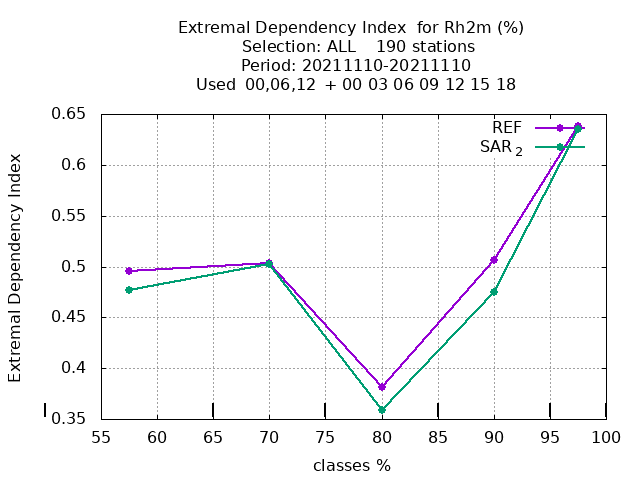 Extremal Dependency Index  for Rh2m (%)
Selection: ALL    190 stations
Period: 20211110-20211110
Used  00,06,12  + 00 03 06 09 12 15 18
REF
SAR 2
Extremal Dependency Index
0.65
0.6
0.55
0.5
0.45
0.4
0.35
55 60 65 70 75 80 85 90 95 100
classes %